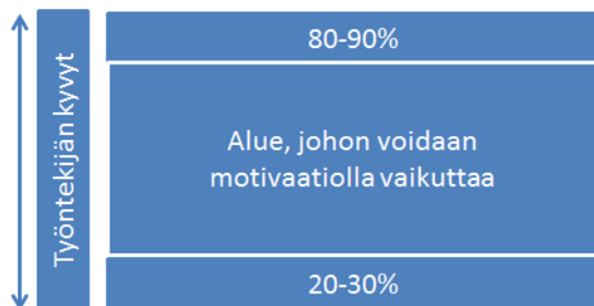 Työntekijän kyvyt
80-90%
Alue, johon voidaan
motivaatiolla vaikuttaa
20-30%